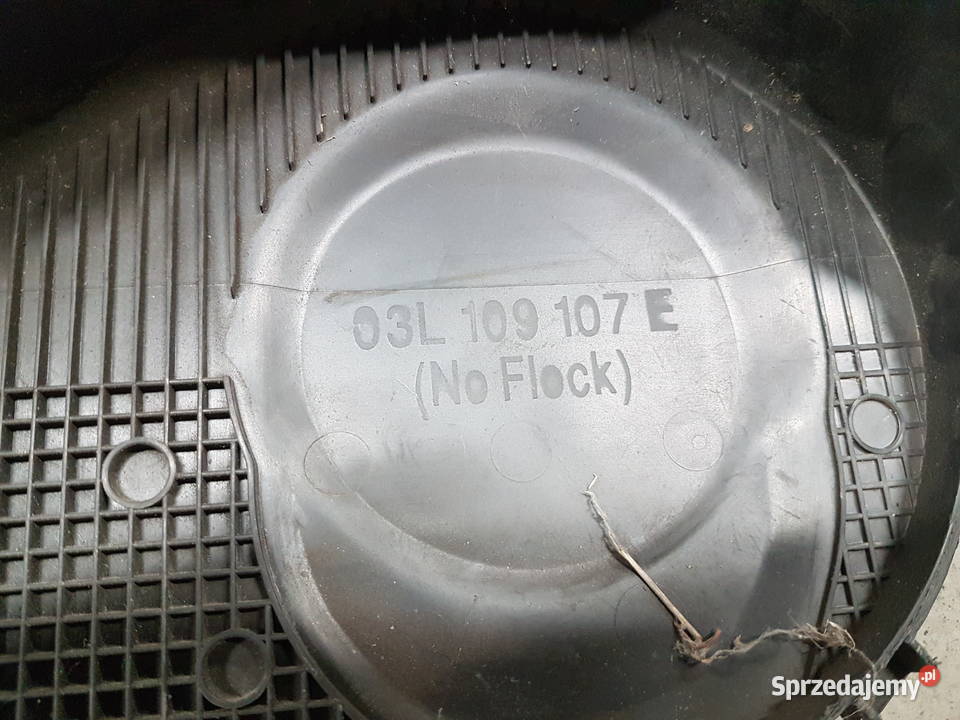 03L 109 107 E
(No Flock)
Sprzedajemy.pl